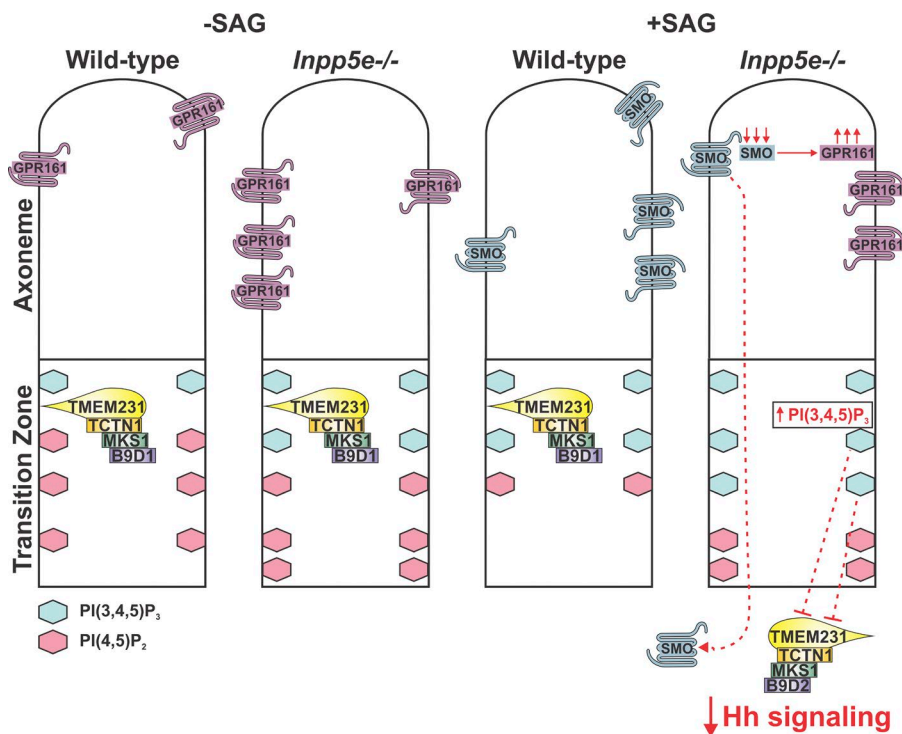 -SAG
+SAG
Wild-type
Inpp5e-/-
Wild-type
Inpp5e-/-
Axoneme
Transition Zone
GPR161
GPR161
GPR161
GPR161
GPR161
GPR161
SMO
SMO
SMO
SMO
SMO
SMO
GPR161
GPR161
GPR161
TMEM231
TCTN1
MKS1
B9D1
TMEM231
TCTN1
MKS1
B9D1
TMEM231
TCTN1
MKS1
B9D1
PI(3,4,5)P₃
PI(3,4,5)P₃
PI(4,5)P₂
SMO
TMEM231
TCTN1
MKS1
B9D2
Hh signaling